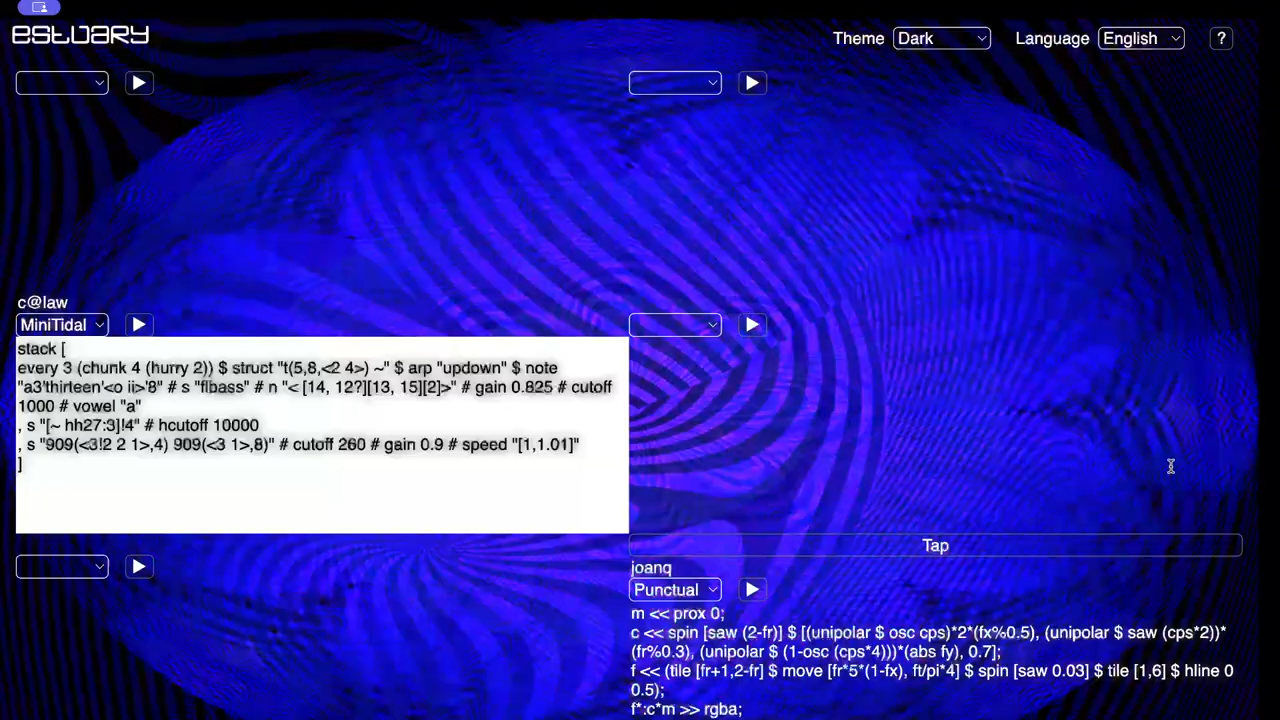 estuary
Theme Dark Language English ?
c@law
MiniTidal
stack [
every 3 (chunk 4 (hurry 2)) $ struct "t(5,8,<2 4>) ~" $ arp "updown" $ note
"a3'thirteen'<o ii>'8" # s "flbass" # n "< [14, 12?][13, 15][2]>" # gain 0.825 # cutoff
1000 # vowel "a"
, s "[~ hh27:3]!4" # hcutoff 10000
, s "909(<3!2 2 1>,4) 909(<3 1>,8)" # cutoff 260 # gain 0.9 # speed "[1,1.01]"
]
Tap
joanq
Punctual
m << prox 0;
c << spin [saw (2-fr)] $ [(unipolar $ osc cps)*2*(fx%0.5), (unipolar $ saw (cps*2))*
(fr%0.3), (unipolar $ (1-osc (cps*4)))*(abs fy), 0.7];
f << (tile [fr+1,2-fr] $ move [fr*5*(1-fx), ft/pi*4] $ spin [saw 0.03] $ tile [1,6] $ hline 0
0.5);
f*:c*m >> rgba;